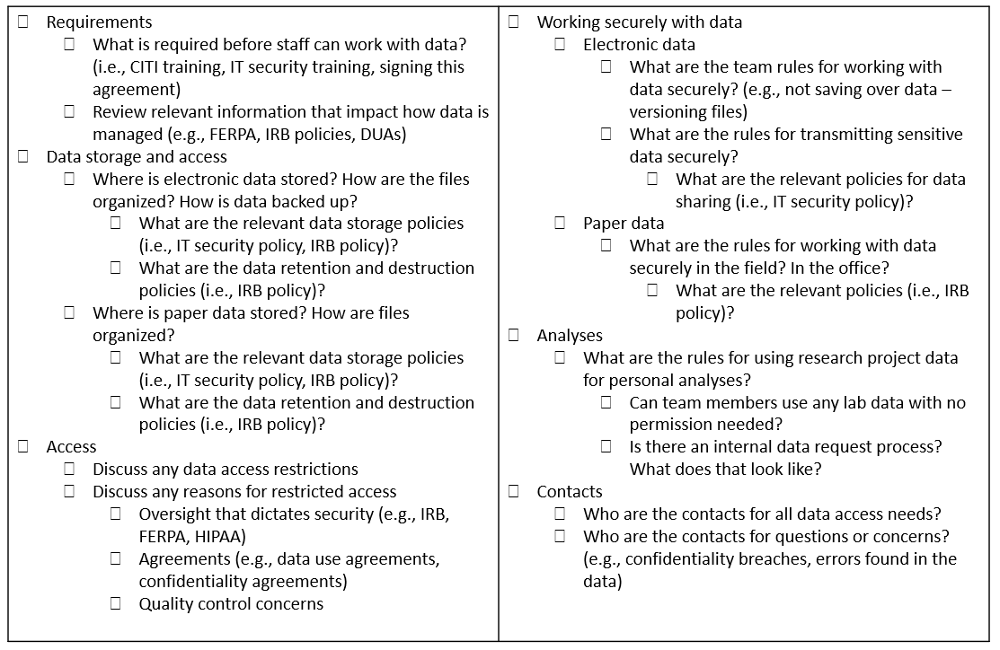 ☐ Requirements
☐ What is required before staff can work with data?
(i.e., CITI training, IT security training, signing this
agreement)
☐ Review relevant information that impact how data is
managed (e.g., FERPA, IRB policies, DUAs)
☐ Data storage and access
☐ Where is electronic data stored? How are the files
organized? How is data backed up?
☐ What are the relevant data storage policies
(i.e., IT security policy, IRB policy)?
☐ What are the data retention and destruction
policies (i.e., IRB policy)?
☐ Where is paper data stored? How are files
organized?
☐ What are the relevant data storage policies
(i.e., IT security policy, IRB policy)?
☐ What are the data retention and destruction
policies (i.e., IRB policy)?
☐ Access
☐ Discuss any data access restrictions
☐ Discuss any reasons for restricted access
☐ Oversight that dictates security (e.g., IRB,
FERPA, HIPAA)
☐ Agreements (e.g., data use agreements,
confidentiality agreements)
☐ Quality control concerns
☐ Working securely with data
☐ Electronic data
☐ What are the team rules for working with
data securely? (e.g., not saving over data –
versioning files)
☐ What are the rules for transmitting sensitive
data securely?
☐ What are the relevant policies for data
sharing (i.e., IT security policy)?
☐ Paper data
☐ What are the rules for working with data
securely in the field? In the office?
☐ What are the relevant policies (i.e., IRB
policy)?
☐ Analyses
☐ What are the rules for using research project data
for personal analyses?
☐ Can team members use any lab data with no
permission needed?
☐ Is there an internal data request process?
What does that look like?
☐ Contacts
☐ Who are the contacts for all data access needs?
☐ Who are the contacts for questions or concerns?
(e.g., confidentiality breaches, errors found in the
data)